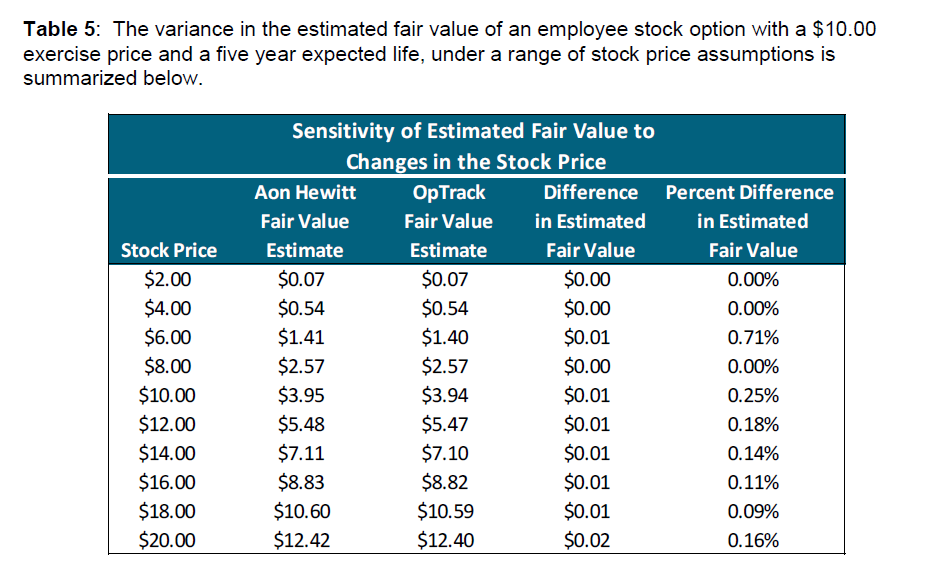 Table 5: The variance in the estimated fair value of an employee stock option with a $10.00
exercise price and a five year expected life, under a range of stock price assumptions is
summarized below.
Sensitivity of Estimated Fair Value to
Changes in the Stock Price
Aon Hewitt OpTrack Difference Percent Difference
Fair Value Fair Value in Estimated in Estimated
Stock Price Estimate Estimate Fair Value Fair Value
$2.00 $0.07 $0.07 $0.00 0.00%
$4.00 $0.54 $0.54 $0.00 0.00%
$6.00 $1.41 $1.40 $0.01 0.71%
$8.00 $2.57 $2.57 $0.00 0.00%
$10.00 $3.95 $3.94 $0.01 0.25%
$12.00 $5.48 $5.47 $0.01 0.18%
$14.00 $7.11 $7.10 $0.01 0.14%
$16.00 $8.83 $8.82 $0.01 0.11%
$18.00 $10.60 $10.59 $0.01 0.09%
$20.00 $12.42 $12.40 $0.02 0.16%